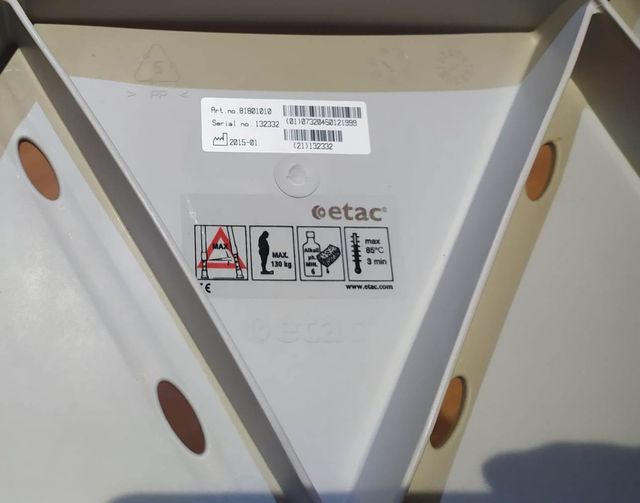 5
> PP <
Art.no 81801010
Serial no. 132332
(01)07320450121999
2015-01
(21)132332
etac®
MAX.
MAX.
130 kg
Alkali
ph.
MIN.
6
max
85°C
3 min
CE
www.etac.com
etac